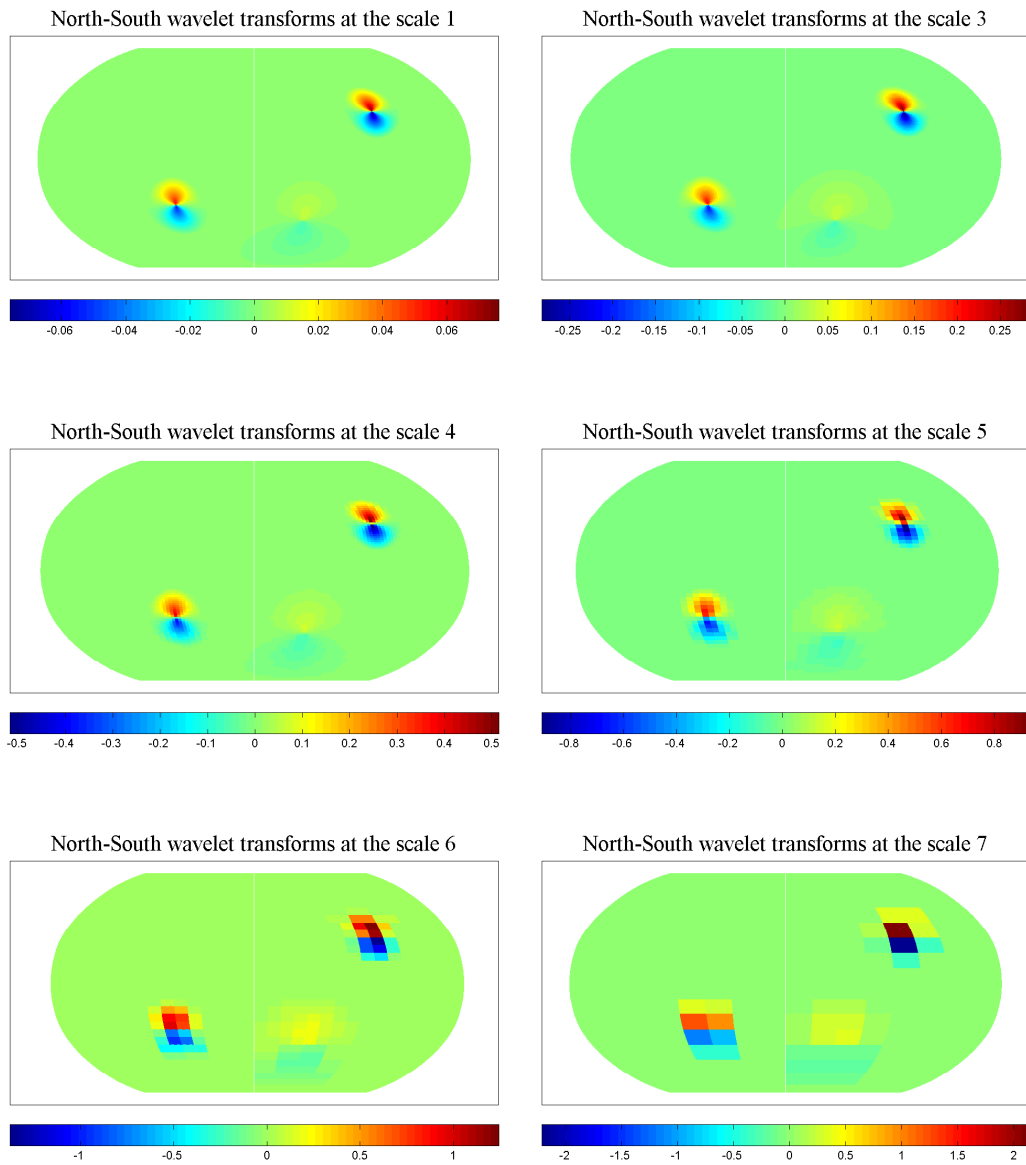 North-South wavelet transforms at the scale 1
North-South wavelet transforms at the scale 3
-0.06 -0.04 -0.02 0 0.02 0.04 0.06
-0.25 -0.2 -0.15 -0.1 -0.05 0 0.05 0.1 0.15 0.2 0.25
North-South wavelet transforms at the scale 4
North-South wavelet transforms at the scale 5
-0.5 -0.4 -0.3 -0.2 -0.1 0 0.1 0.2 0.3 0.4 0.5
-0.8 -0.6 -0.4 -0.2 0 0.2 0.4 0.6 0.8
North-South wavelet transforms at the scale 6
North-South wavelet transforms at the scale 7
-1 -0.5 0 0.5 1
-2 -1.5 -1 -0.5 0 0.5 1 1.5 2